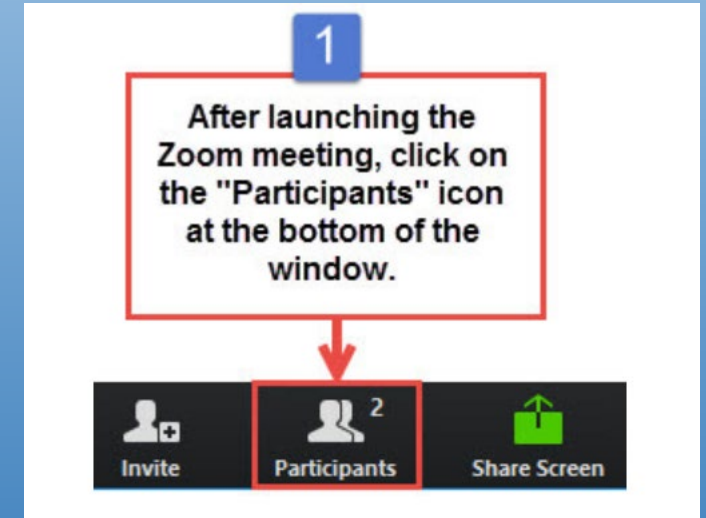 1
After launching the
Zoom meeting, click on
the "Participants" icon
at the bottom of the
window.
2
Invite
Participants
Share Screen